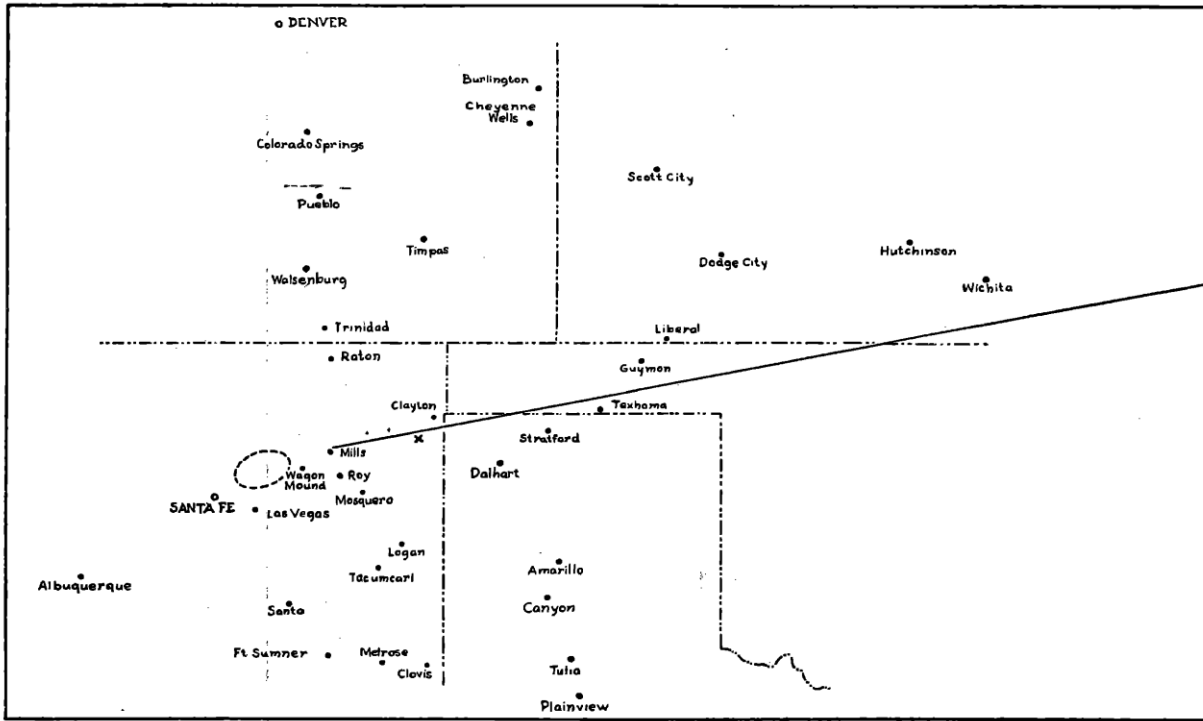 DENVER
Burlington
Cheyenne
Wells
Colorado Springs
Scott City
Pueblo
Timpas
Hutchinson
Dodge City
Walsenburg
Wichita
Trinidad
Liberal
Raton
Guymon
Clayton
Texhoma
x
Stratford
Mills
Dalhart
Wagon
Mound
Roy
Mosquero
SANTA FE
Las Vegas
Logan
Amarillo
Tucumcarl
Albuquerque
Canyon
Santa
Ft Sumner
Melrose
Clovis
Tulia
Plainview